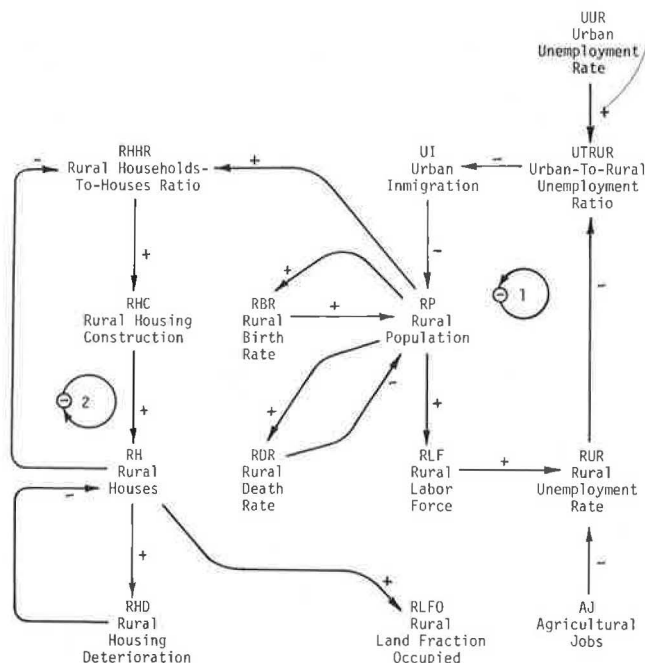 UUR
Urban
Unemployment
Rate
+
RHHR
Rural Households-
To-Houses Ratio
-
+
UI
Urban
Inmigration
-
UTRUR
Urban-To-Rural
Unemployment
Ratio
+
-
+
-
- 1
RHC
Rural Housing
Construction
RBR
Rural
Birth
Rate
+
RP
Rural
Population
- 2
+
+
-
+
RH
Rural
Houses
-
RDR
Rural
Death
Rate
RLF
Rural
Labor
Force
+
RUR
Rural
Unemployment
Rate
+
-
RHD
Rural
Housing
Deterioration
+
RLFO
Rural
Land Fraction
Occupied
AJ
Agricultural
Jobs